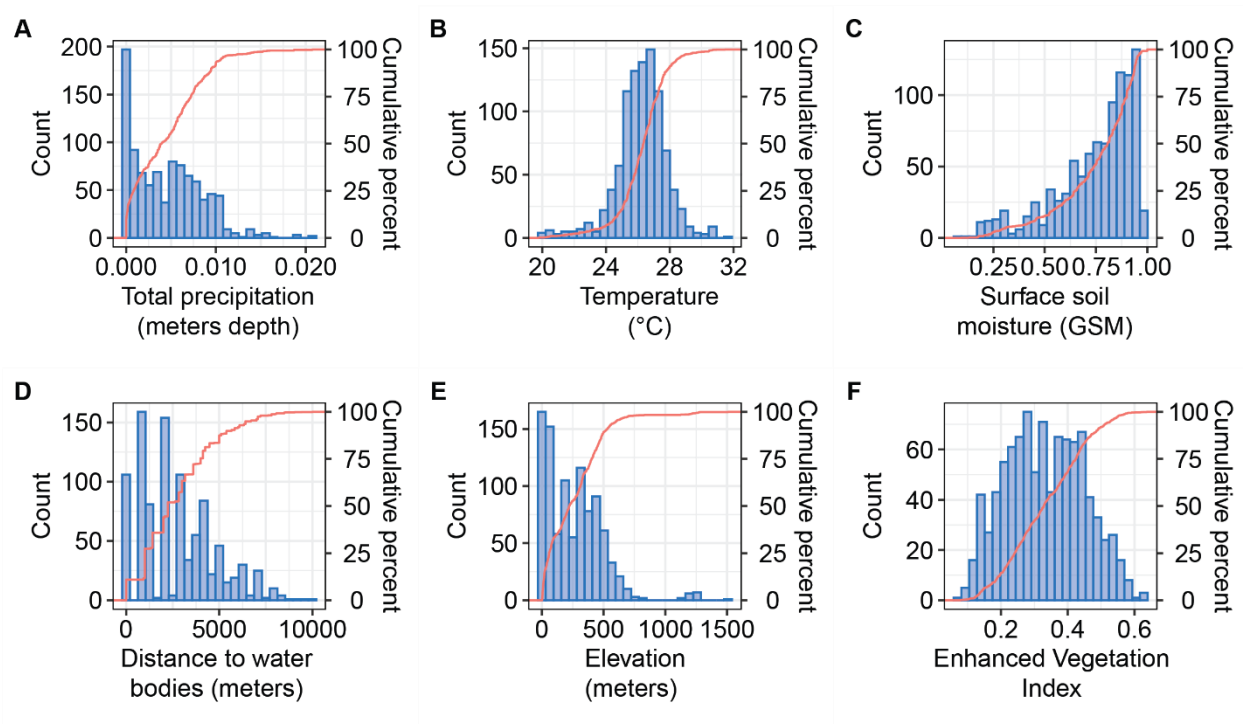 A
200
150
100
50
0
Count
100
75
50
25
0
Cumulative percent
0.000 0.010 0.020
Total precipitation
(meters depth)
B
150
100
50
0
Count
100
75
50
25
0
Cumulative percent
20 24 28 32
Temperature
(°C)
C
100
50
0
Count
100
75
50
25
0
Cumulative percent
0.25 0.50 0.75 1.00
Surface soil
moisture (GSM)
D
150
100
50
0
Count
100
75
50
25
0
Cumulative percent
0 5000 10000
Distance to water
bodies (meters)
E
150
100
50
0
Count
100
75
50
25
0
Cumulative percent
0 500 1000 1500
Elevation
(meters)
F
60
40
20
0
Count
100
75
50
25
0
Cumulative percent
0.2 0.4 0.6
Enhanced Vegetation
Index